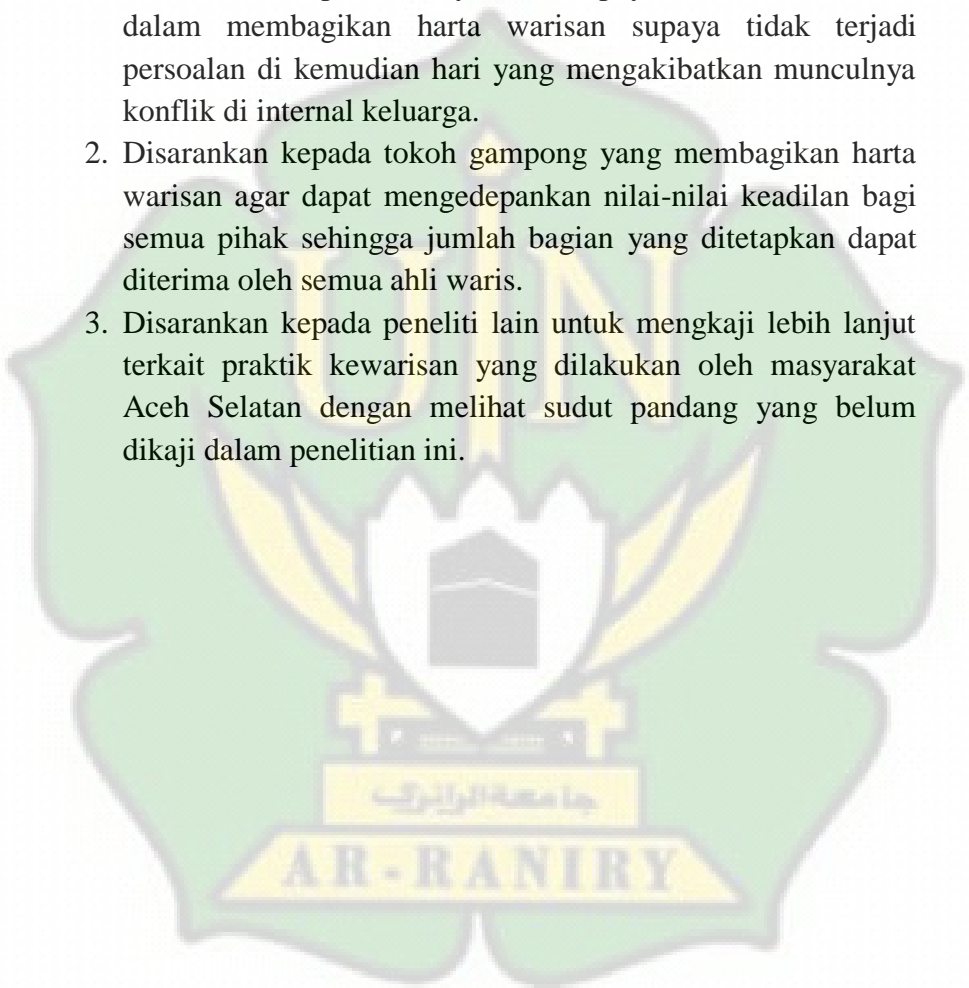 dalam membagikan harta warisan supaya tidak terjadi
persoalan di kemudian hari yang mengakibatkan munculnya
konflik di internal keluarga.
2. Disarankan kepada tokoh gampong yang membagikan harta
warisan agar dapat mengedepankan nilai-nilai keadilan bagi
semua pihak sehingga jumlah bagian yang ditetapkan dapat
diterima oleh semua ahli waris.
3. Disarankan kepada peneliti lain untuk mengkaji lebih lanjut
terkait praktik kewarisan yang dilakukan oleh masyarakat
Aceh Selatan dengan melihat sudut pandang yang belum
dikaji dalam penelitian ini.
UIN
جامعة الرانري
AR-RANIRY